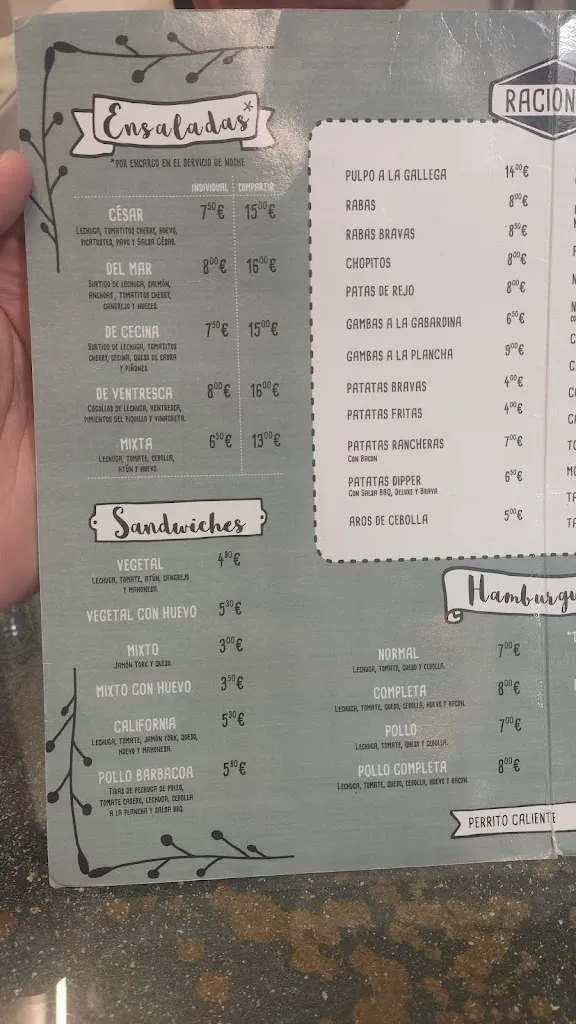 Ensaladas*
*POR ENCARGO EN EL SERVICIO DE NOCHE
INDIVIDUAL COMPARTIR
CÉSAR 7⁵⁰€ 15⁰⁰€
LECHUGA, TOMATITOS CHERRY, HUEVO,
PICATOSTES, PAVO Y SALSA CÉSAR.
DEL MAR 8⁰⁰€ 16⁰⁰€
SURTIDO DE LECHUGA, SALMÓN,
ANCHOAS, TOMATITOS CHERRY,
CANGREJO Y NUECES.
DE CECINA 7⁵⁰€ 15⁰⁰€
SURTIDO DE LECHUGA, TOMATITOS
CHERRY, CECINA, QUESO DE CABRA
Y PIÑONES.
DE VENTRESCA 8⁰⁰€ 16⁰⁰€
COGOLLOS DE LECHUGA, VENTRESCA,
PIMIENTOS DEL PIQUILLO Y VINAGRETA.
MIXTA 6⁵⁰€ 13⁰⁰€
LECHUGA, TOMATE, CEBOLLA,
ATÚN Y HUEVO.
Sandwiches
VEGETAL 4⁸⁰€
LECHUGA, TOMATE, ATÚN, CANGREJO
Y MAHONESA.
VEGETAL CON HUEVO 5³⁰€
MIXTO 3⁰⁰€
JAMÓN YORK Y QUESO.
MIXTO CON HUEVO 3⁵⁰€
CALIFORNIA 5³⁰€
LECHUGA, TOMATE, JAMÓN YORK, QUESO,
HUEVO Y MAHONESA.
POLLO BARBACOA 5⁸⁰€
TIRAS DE PECHUGA DE POLLO,
TOMATE CASERO, LECHUGA, CEBOLLA
A LA PLANCHA Y SALSA BBQ.
RACION
PULPO A LA GALLEGA 14⁰⁰€
RABAS 8⁰⁰€
RABAS BRAVAS 8⁵⁰€
CHOPITOS 8⁰⁰€
PATAS DE REJO 8⁰⁰€
GAMBAS A LA GABARDINA 6⁵⁰€
GAMBAS A LA PLANCHA 9⁰⁰€
PATATAS BRAVAS 4⁰⁰€
PATATAS FRITAS 4⁰⁰€
PATATAS RANCHERAS 7⁰⁰€
CON BACON
PATATAS DIPPER 6⁵⁰€
CON SALSA BBQ, DELUXE Y BRAVA
AROS DE CEBOLLA 5⁰⁰€
Hamburgu
NORMAL 7⁰⁰€
LECHUGA, TOMATE, QUESO Y CEBOLLA.
COMPLETA 8⁰⁰€
LECHUGA, TOMATE, QUESO, CEBOLLA, HUEVO Y BACON.
POLLO 7⁰⁰€
LECHUGA, TOMATE, QUESO Y CEBOLLA.
POLLO COMPLETA 8⁰⁰€
LECHUGA, TOMATE, QUESO, CEBOLLA, HUEVO Y BACON.
PERRITO CALIENTE